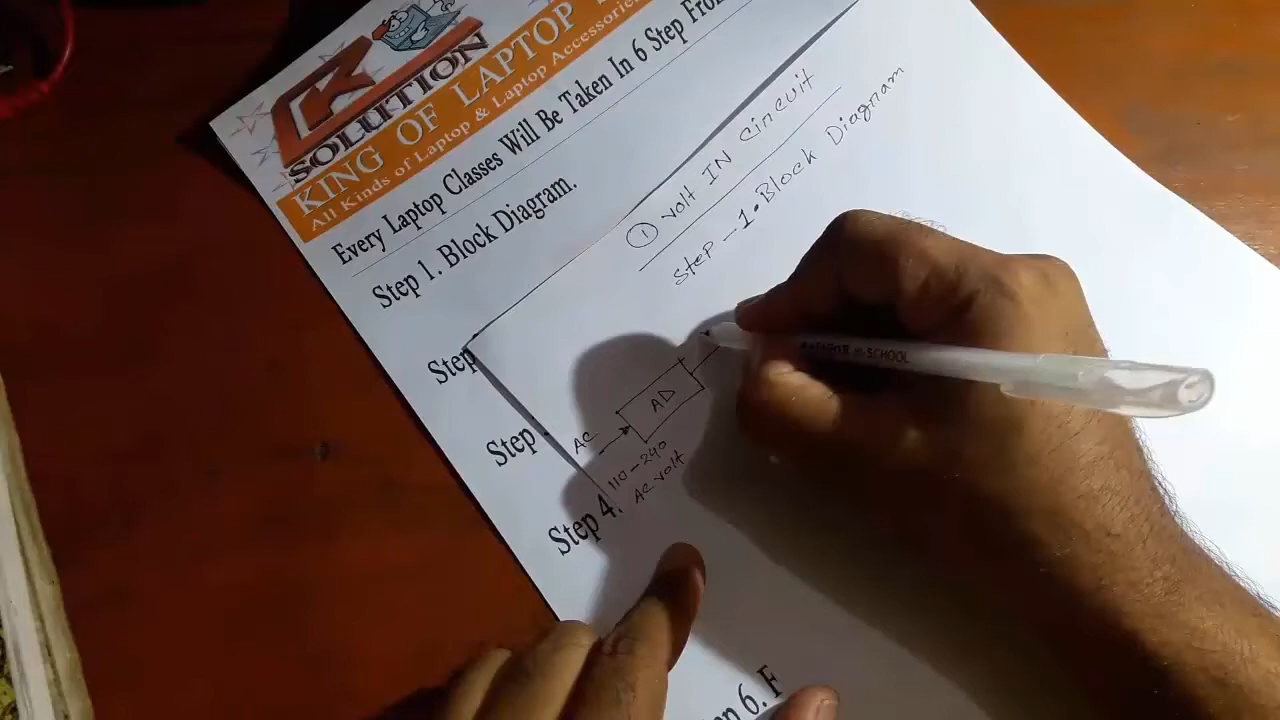 CR
SOLUTION
KING OF LAPTOP
All Kinds of Laptop & Laptop Accessories
Every Laptop Classes Will Be Taken In 6 Step From
Step 1. Block Diagram.
Step
Step
Step 4.
6. F
① volt IN circuit
Step - 1. Block Diagram
AD
AC
110-240
AC volt
SCHOOL